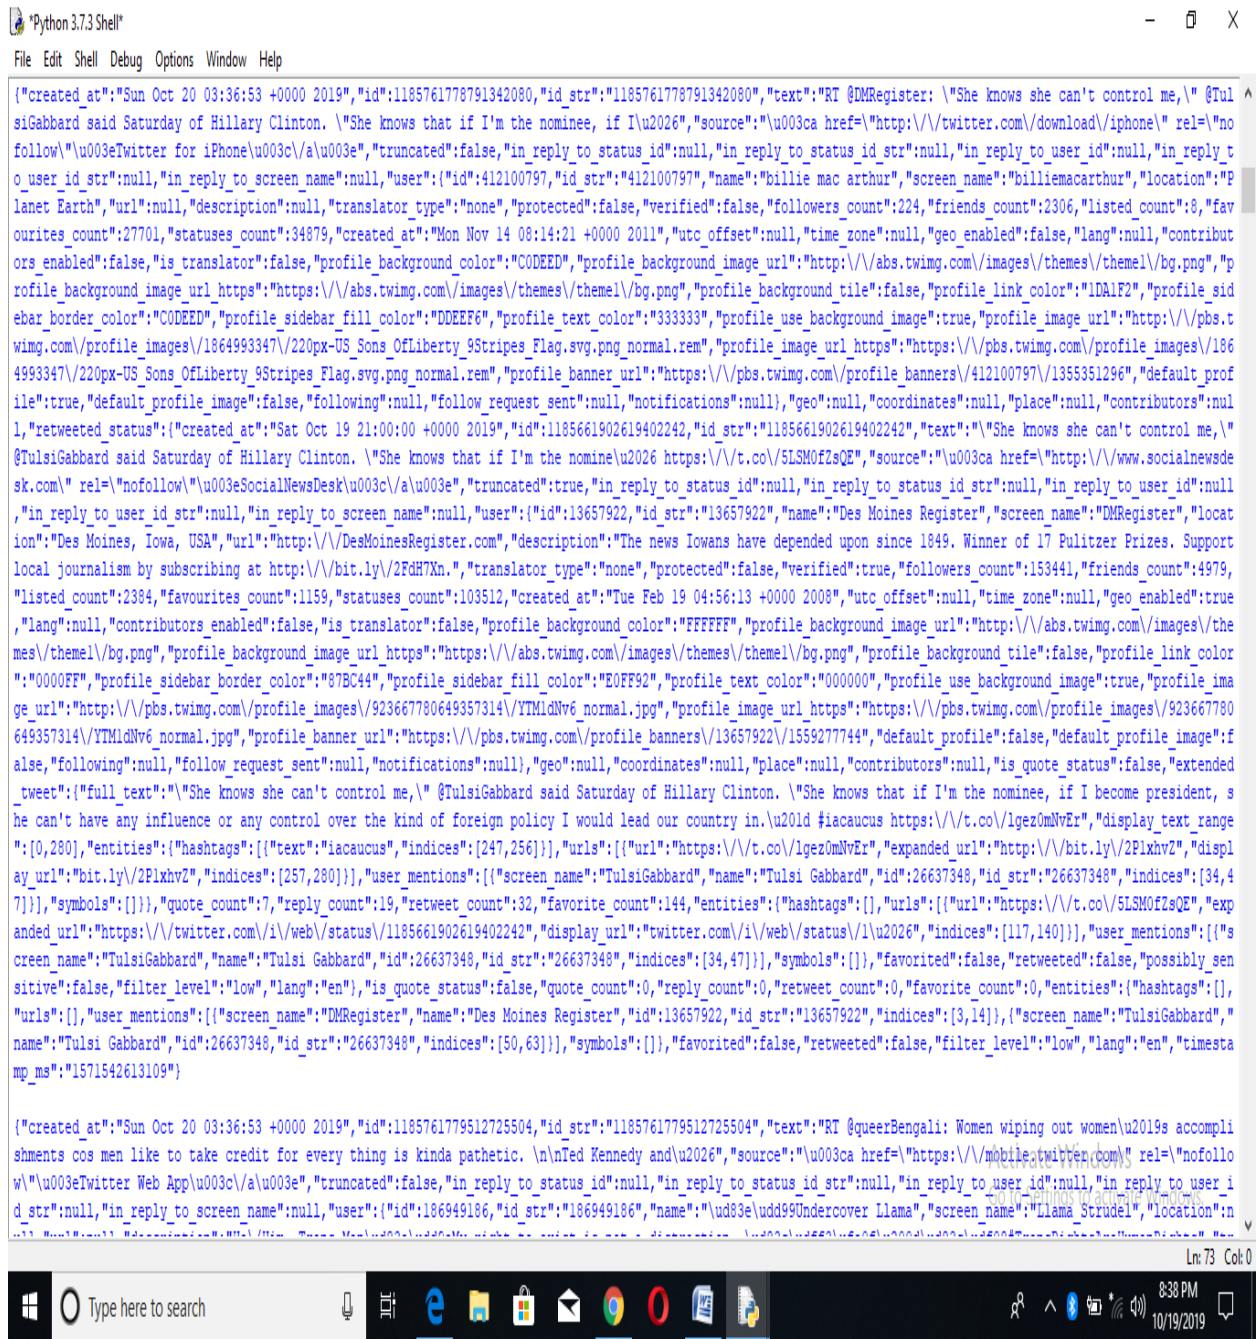 *Python 3.7.3 Shell*
File Edit Shell Debug Options Window Help
{"created_at":"Sun Oct 20 03:36:53 +0000 2019","id":1185761778791342080,"id_str":"1185761778791342080","text":"RT @DMRegister: \"She knows she can't control me,\" @Tul
siGabbard said Saturday of Hillary Clinton. \"She knows that if I'm the nominee, if I\u2026","source":"\u003ca href=\"http:\/\/twitter.com\/download\/iphone\" rel=\"no
follow\"\u003eTwitter for iPhone\u003c\/a\u003e","truncated":false,"in_reply_to_status_id":null,"in_reply_to_status_id_str":null,"in_reply_to_user_id":null,"in_reply_t
o_user_id_str":null,"in_reply_to_screen_name":null,"user":{"id":412100797,"id_str":"412100797","name":"billie mac arthur","screen_name":"billiemacarthur","location":"P
lanet Earth","url":null,"description":null,"translator_type":"none","protected":false,"verified":false,"followers_count":224,"friends_count":2306,"listed_count":8,"fav
ourites_count":27701,"statuses_count":34879,"created_at":"Mon Nov 14 08:14:21 +0000 2011","utc_offset":null,"time_zone":null,"geo_enabled":false,"lang":null,"contribut
ors_enabled":false,"is_translator":false,"profile_background_color":"C0DEED","profile_background_image_url":"http:\/\/abs.twimg.com\/images\/themes\/theme1\/bg.png","p
rofile_background_image_url_https":"https:\/\/abs.twimg.com\/images\/themes\/theme1\/bg.png","profile_background_tile":false,"profile_link_color":"1DA1F2","profile_sid
ebar_border_color":"C0DEED","profile_sidebar_fill_color":"DDEEF6","profile_text_color":"333333","profile_use_background_image":true,"profile_image_url":"http:\/\/pbs.t
wimg.com\/profile_images\/1864993347\/220px-US_Sons_OfLiberty_9Stripes_Flag.svg.png_normal.rem","profile_image_url_https":"https:\/\/pbs.twimg.com\/profile_images\/186
4993347\/220px-US_Sons_OfLiberty_9Stripes_Flag.svg.png_normal.rem","profile_banner_url":"https:\/\/pbs.twimg.com\/profile_banners\/412100797\/1355351296","default_prof
ile":true,"default_profile_image":false,"following":null,"follow_request_sent":null,"notifications":null},"geo":null,"coordinates":null,"place":null,"contributors":nul
l,"retweeted_status":{"created_at":"Sat Oct 19 21:00:00 +0000 2019","id":1185661902619402242,"id_str":"1185661902619402242","text":"\"She knows she can't control me,\"
@TulsiGabbard said Saturday of Hillary Clinton. \"She knows that if I'm the nomine\u2026 https:\/\/t.co\/5LSM0fZsQE","source":"\u003ca href=\"http:\/\/www.socialnewsde
sk.com\" rel=\"nofollow\"\u003eSocialNewsDesk\u003c\/a\u003e","truncated":true,"in_reply_to_status_id":null,"in_reply_to_status_id_str":null,"in_reply_to_user_id":null
,"in_reply_to_user_id_str":null,"in_reply_to_screen_name":null,"user":{"id":13657922,"id_str":"13657922","name":"Des Moines Register","screen_name":"DMRegister","locat
ion":"Des Moines, Iowa, USA","url":"http:\/\/DesMoinesRegister.com","description":"The news Iowans have depended upon since 1849. Winner of 17 Pulitzer Prizes. Support
local journalism by subscribing at http:\/\/bit.ly\/2FdH7Xn.","translator_type":"none","protected":false,"verified":true,"followers_count":153441,"friends_count":4979,
"listed_count":2384,"favourites_count":1159,"statuses_count":103512,"created_at":"Tue Feb 19 04:56:13 +0000 2008","utc_offset":null,"time_zone":null,"geo_enabled":true
,"lang":null,"contributors_enabled":false,"is_translator":false,"profile_background_color":"FFFFFF","profile_background_image_url":"http:\/\/abs.twimg.com\/images\/the
mes\/theme1\/bg.png","profile_background_image_url_https":"https:\/\/abs.twimg.com\/images\/themes\/theme1\/bg.png","profile_background_tile":false,"profile_link_color
":"0000FF","profile_sidebar_border_color":"87BC44","profile_sidebar_fill_color":"E0FF92","profile_text_color":"000000","profile_use_background_image":true,"profile_ima
ge_url":"http:\/\/pbs.twimg.com\/profile_images\/923667780649357314\/YTM1dNv6_normal.jpg","profile_image_url_https":"https:\/\/pbs.twimg.com\/profile_images\/923667780
649357314\/YTM1dNv6_normal.jpg","profile_banner_url":"https:\/\/pbs.twimg.com\/profile_banners\/13657922\/1559277744","default_profile":false,"default_profile_image":f
alse,"following":null,"follow_request_sent":null,"notifications":null},"geo":null,"coordinates":null,"place":null,"contributors":null,"is_quote_status":false,"extended
_tweet":{"full_text":"\"She knows she can't control me,\" @TulsiGabbard said Saturday of Hillary Clinton. \"She knows that if I'm the nominee, if I become president, s
he can't have any influence or any control over the kind of foreign policy I would lead our country in.\u201d #iacaucus https:\/\/t.co\/lgez0mNvEr","display_text_range
":[0,280],"entities":{"hashtags":[{"text":"iacaucus","indices":[247,256]}],"urls":[{"url":"https:\/\/t.co\/lgez0mNvEr","expanded_url":"http:\/\/bit.ly\/2P1xhvZ","displ
ay_url":"bit.ly\/2P1xhvZ","indices":[257,280]}],"user_mentions":[{"screen_name":"TulsiGabbard","name":"Tulsi Gabbard","id":26637348,"id_str":"26637348","indices":[34,4
7]}],"symbols":[]}},"quote_count":7,"reply_count":19,"retweet_count":32,"favorite_count":144,"entities":{"hashtags":[],"urls":[{"url":"https:\/\/t.co\/5LSM0fZsQE","exp
anded_url":"https:\/\/twitter.com\/i\/web\/status\/1185661902619402242","display_url":"twitter.com\/i\/web\/status\/1\u2026","indices":[117,140]}],"user_mentions":[{"s
creen_name":"TulsiGabbard","name":"Tulsi Gabbard","id":26637348,"id_str":"26637348","indices":[34,47]}],"symbols":[]},"favorited":false,"retweeted":false,"possibly_sen
sitive":false,"filter_level":"low","lang":"en"},"is_quote_status":false,"quote_count":0,"reply_count":0,"retweet_count":0,"favorite_count":0,"entities":{"hashtags":[],
"urls":[],"user_mentions":[{"screen_name":"DMRegister","name":"Des Moines Register","id":13657922,"id_str":"13657922","indices":[3,14]},{"screen_name":"TulsiGabbard","
name":"Tulsi Gabbard","id":26637348,"id_str":"26637348","indices":[50,63]}],"symbols":[]},"favorited":false,"retweeted":false,"filter_level":"low","lang":"en","timesta
mp_ms":"1571542613109"}
{"created_at":"Sun Oct 20 03:36:53 +0000 2019","id":1185761779512725504,"id_str":"1185761779512725504","text":"RT @queerBengali: Women wiping out women\u2019s accompli
shments cos men like to take credit for every thing is kinda pathetic. \n\nTed Kennedy and\u2026","source":"\u003ca href=\"https:\/\/mobile.twitter.com\" rel=\"nofollo
w\"\u003eTwitter Web App\u003c\/a\u003e","truncated":false,"in_reply_to_status_id":null,"in_reply_to_status_id_str":null,"in_reply_to_user_id":null,"in_reply_to_user_i
d_str":null,"in_reply_to_screen_name":null,"user":{"id":186949186,"id_str":"186949186","name":"\ud83e\udd99Undercover Llama","screen_name":"Llama_Strudel","location":n
Activate Windows
Go to Settings to activate Windows.
Ln: 73 Col: 0
Type here to search
8:38 PM
10/19/2019